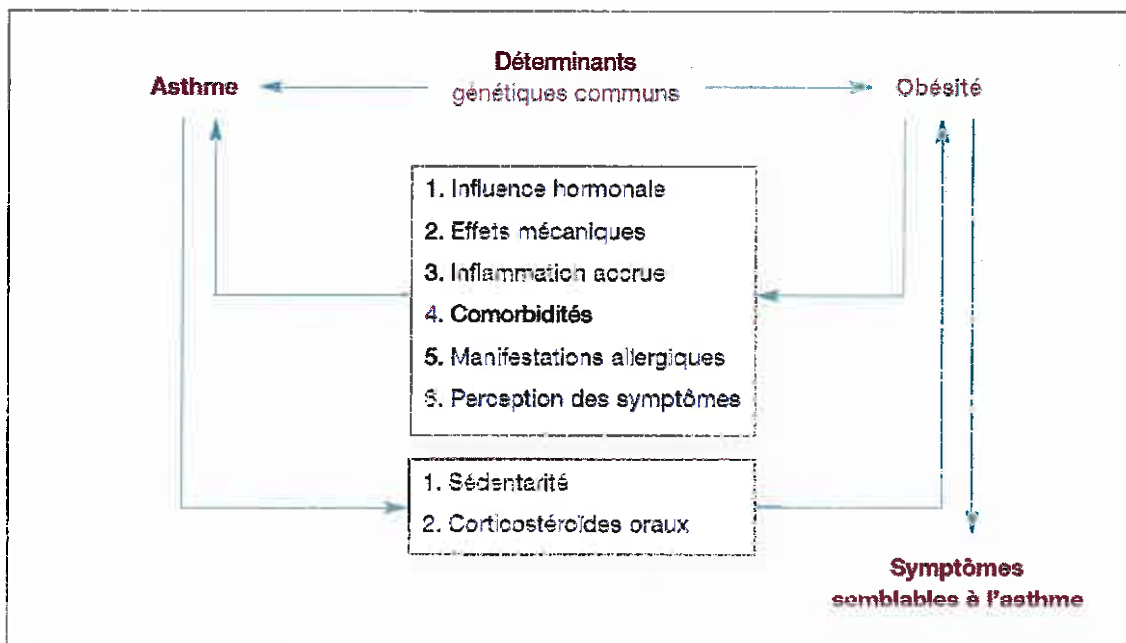 Déterminants
génétiques communs
Asthme
Obésité
1. Influence hormonale
2. Effets mécaniques
3. Inflammation accrue
4. Comorbidités
5. Manifestations allergiques
6. Perception des symptômes
1. Sédentarité
2. Corticostéroïdes oraux
Symptômes
semblables à l'asthme